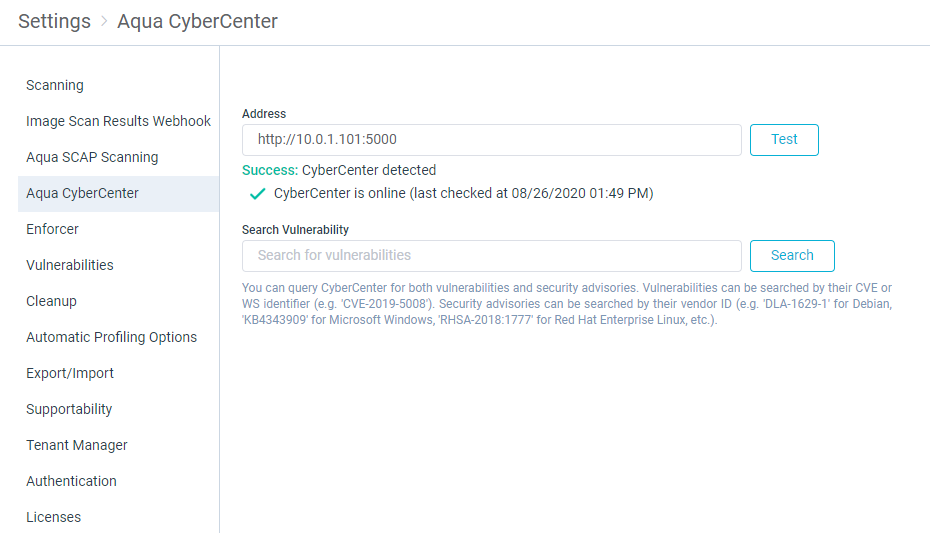 Settings > Aqua CyberCenter
Scanning
Image Scan Results Webhook
Aqua SCAP Scanning
Aqua CyberCenter
Enforcer
Vulnerabilities
Cleanup
Automatic Profiling Options
Export/Import
Supportability
Tenant Manager
Authentication
Licenses
Address
http://10.0.1.101:5000
Test
Success: CyberCenter detected
CyberCenter is online (last checked at 08/26/2020 01:49 PM)
Search Vulnerability
Search for vulnerabilities
Search
You can query CyberCenter for both vulnerabilities and security advisories. Vulnerabilities can be searched by their CVE or
WS identifier (e.g. 'CVE-2019-5008'). Security advisories can be searched by their vendor ID (e.g. 'DLA-1629-1' for Debian,
'KB4343909' for Microsoft Windows, 'RHSA-2018:1777' for Red Hat Enterprise Linux, etc.).